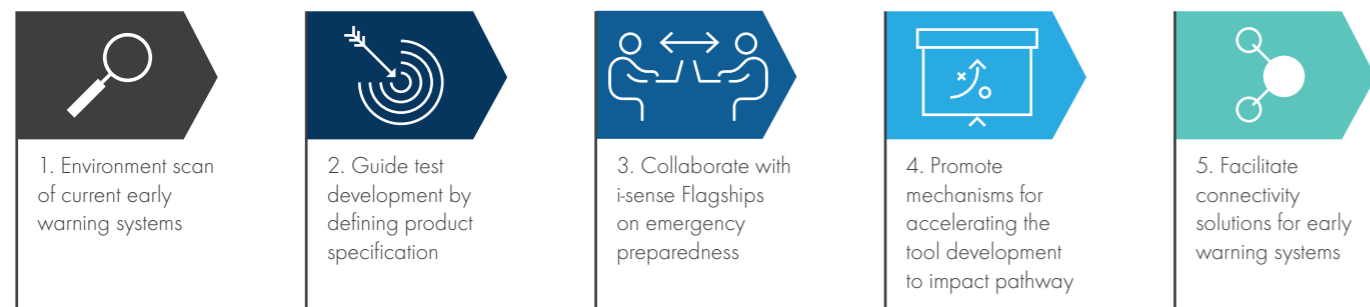 1. Environment scan
of current early
warning systems
2. Guide test
development by
defining product
specification
3. Collaborate with
i-sense Flagships
on emergency
preparedness
4. Promote
mechanisms for
accelerating the
tool development
to impact pathway
5. Facilitate
connectivity
solutions for early
warning systems